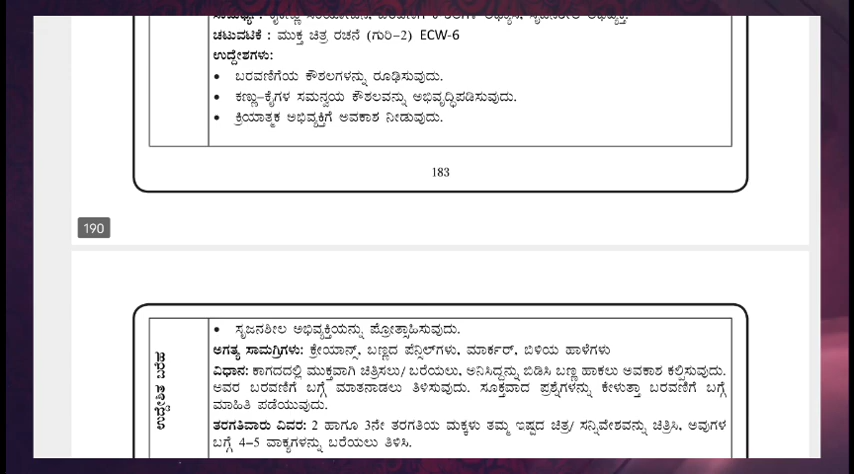 ಚಟುವಟಿಕೆ : ಮುಕ್ತ ಚಿತ್ರ ರಚನೆ (ಗುರಿ–2) ECW-6
ಉದ್ದೇಶಗಳು:
• ಬರವಣಿಗೆಯ ಕೌಶಲಗಳನ್ನು ರೂಢಿಸುವುದು.
• ಕಣ್ಣು–ಕೈಗಳ ಸಮನ್ವಯ ಕೌಶಲವನ್ನು ಅಭಿವೃದ್ಧಿಪಡಿಸುವುದು.
• ಕ್ರಿಯಾತ್ಮಕ ಅಭಿವ್ಯಕ್ತಿಗೆ ಅವಕಾಶ ನೀಡುವುದು.
183
190
ಉದ್ದೇಶಿತ ಬರೆಹ
• ಸೃಜನಶೀಲ ಅಭಿವ್ಯಕ್ತಿಯನ್ನು ಪ್ರೋತ್ಸಾಹಿಸುವುದು.
ಅಗತ್ಯ ಸಾಮಗ್ರಿಗಳು: ಕ್ರೇಯಾನ್ಸ್, ಬಣ್ಣದ ಪೆನ್ಸಿಲ್‌ಗಳು, ಮಾರ್ಕರ್, ಬಿಳಿಯ ಹಾಳೆಗಳು
ವಿಧಾನ: ಕಾಗದದಲ್ಲಿ ಮುಕ್ತವಾಗಿ ಚಿತ್ರಿಸಲು/ ಬರೆಯಲು, ಅನಿಸಿದ್ದನ್ನು ಬಿಡಿಸಿ ಬಣ್ಣ ಹಾಕಲು ಅವಕಾಶ ಕಲ್ಪಿಸುವುದು.
ಅವರ ಬರವಣಿಗೆ ಬಗ್ಗೆ ಮಾತನಾಡಲು ತಿಳಿಸುವುದು. ಸೂಕ್ತವಾದ ಪ್ರಶ್ನೆಗಳನ್ನು ಕೇಳುತ್ತಾ ಬರವಣಿಗೆ ಬಗ್ಗೆ
ಮಾಹಿತಿ ಪಡೆಯುವುದು.
ತರಗತಿವಾರು ವಿವರ: 2 ಹಾಗೂ 3ನೇ ತರಗತಿಯ ಮಕ್ಕಳು ತಮ್ಮ ಇಷ್ಟದ ಚಿತ್ರ/ ಸನ್ನಿವೇಶವನ್ನು ಚಿತ್ರಿಸಿ, ಅವುಗಳ
ಬಗ್ಗೆ 4–5 ವಾಕ್ಯಗಳನ್ನು ಬರೆಯಲು ತಿಳಿಸಿ.